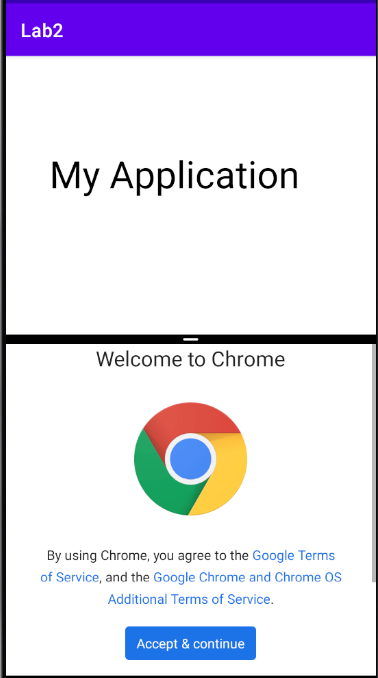 Lab2
My Application
Welcome to Chrome
By using Chrome, you agree to the Google Terms
of Service, and the Google Chrome and Chrome OS
Additional Terms of Service.
Accept & continue